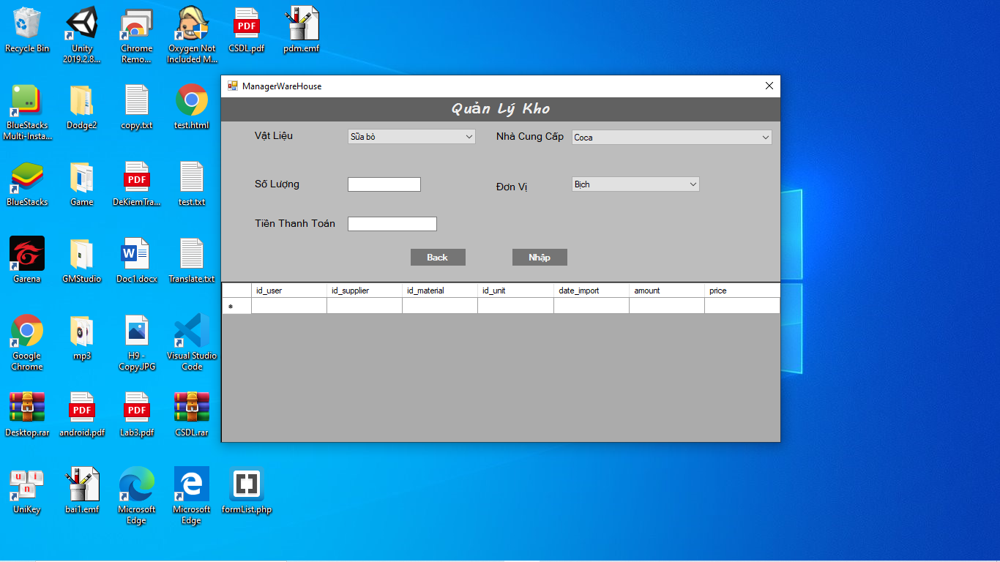 Recycle Bin
Unity
2019.2.8...
Chrome
Remo...
Oxygen Not
Included M...
PDF
CSDL.pdf
pdm.emf
BlueStacks
Multi-Insta...
Dodge2
copy.txt
test.html
BlueStacks
Game
PDF
DeKiemTra...
test.txt
Garena
GMStudio
W
Doc1.docx
Translate.txt
Google
Chrome
mp3
H9 -
Copy.JPG
Visual Studio
Code
Desktop.rar
PDF
android.pdf
PDF
Lab3.pdf
CSDL.rar
u i
n
UniKey
bai1.emf
Microsoft
Edge
Microsoft
Edge
formList.php
ManagerWareHouse
Quản Lý Kho
Vật Liệu
Sữa bò
Nhà Cung Cấp
Coca
Số Lượng
Đơn Vị
Bịch
Tiền Thanh Toán
Back
Nhập
id_user id_supplier id_material id_unit date_import amount price
*